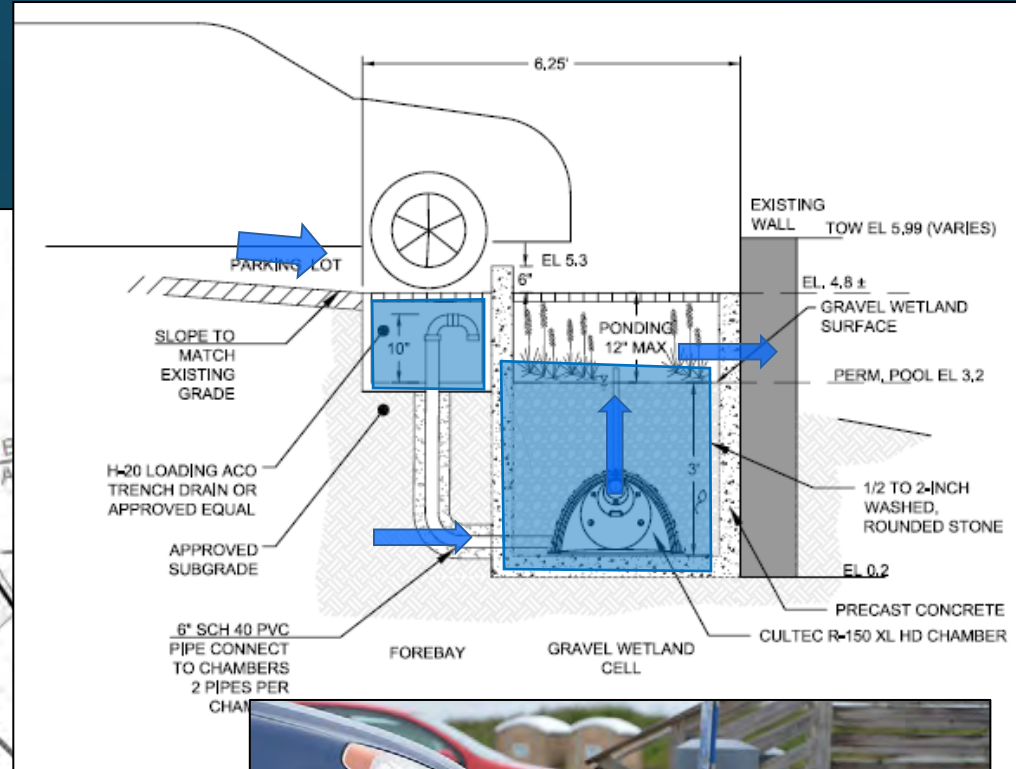 6.25'
EXISTING
WALL
TOW EL 5.99 (VARIES)
EL 5.3
6"
PARKING LOT
EL. 4.8 ±
GRAVEL WETLAND
SURFACE
SLOPE TO
MATCH
EXISTING
GRADE
10"
PONDING
12" MAX
PERM. POOL EL 3.2
3'
H-20 LOADING ACO
TRENCH DRAIN OR
APPROVED EQUAL
1/2 TO 2-INCH
WASHED,
ROUNDED STONE
APPROVED
SUBGRADE
EL 0.2
PRECAST CONCRETE
CULTEC R-150 XL HD CHAMBER
6" SCH 40 PVC
PIPE CONNECT
TO CHAMBERS
2 PIPES PER
FOREBAY
GRAVEL WETLAND
CELL